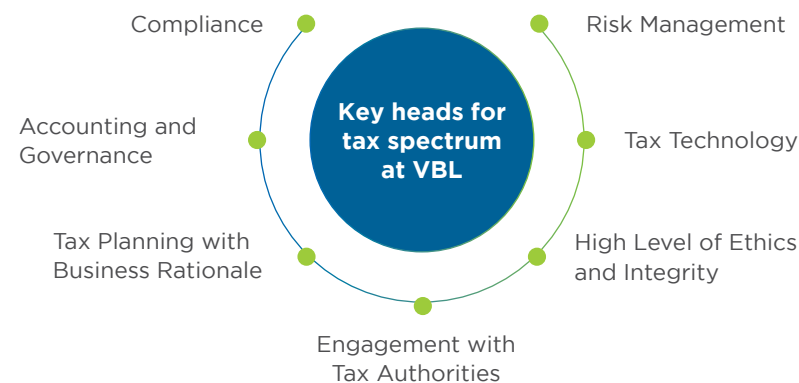 Compliance
Risk Management
Key heads for
tax spectrum
at VBL
Accounting and
Governance
Tax Technology
Tax Planning with
Business Rationale
High Level of Ethics
and Integrity
Engagement with
Tax Authorities